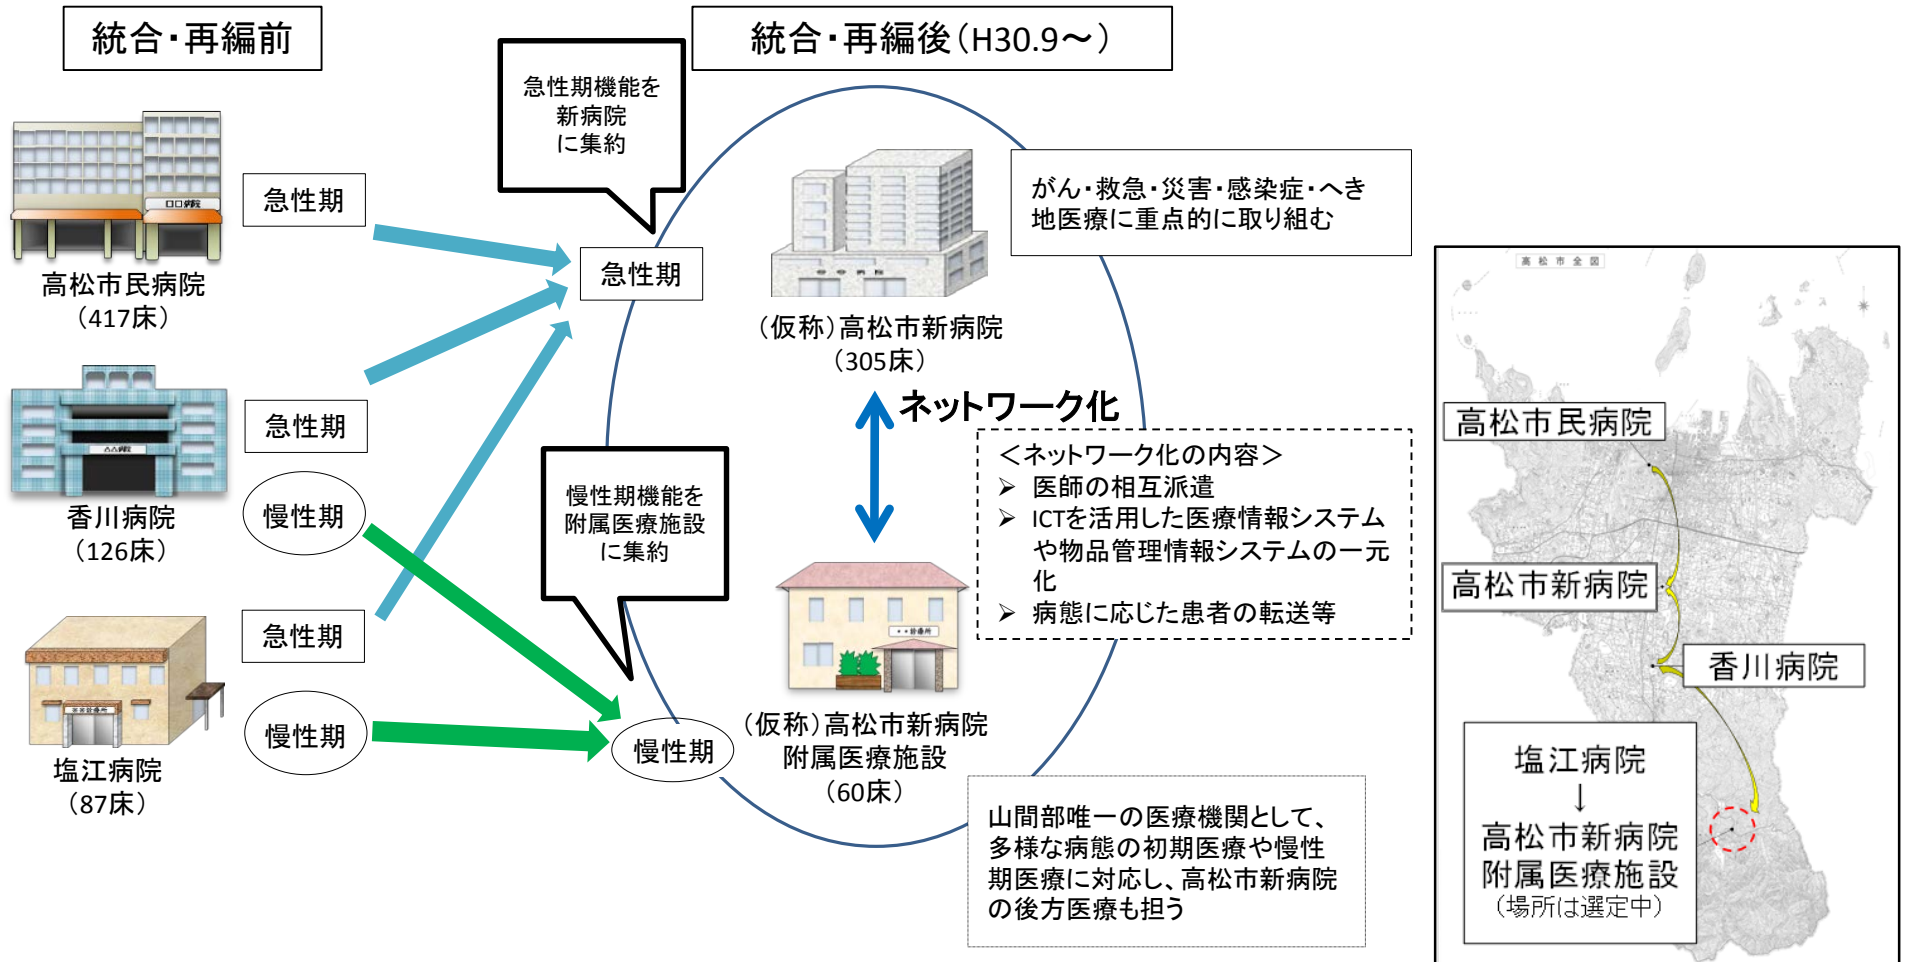 統合・再編前
統合・再編後（H30.9～）
急性期機能を
新病院
に集約
高松市民病院
（417床）
急性期
香川病院
（126床）
急性期
慢性期
塩江病院
（87床）
急性期
慢性期
急性期
慢性期機能を
附属医療施設
に集約
慢性期
（仮称）高松市新病院
（305床）
ネットワーク化
（仮称）高松市新病院
附属医療施設
（60床）
がん・救急・災害・感染症・へき
地医療に重点的に取り組む
＜ネットワーク化の内容＞
➢ 医師の相互派遣
➢ ICTを活用した医療情報システム
や物品管理情報システムの一元
化
➢ 病態に応じた患者の転送等
山間部唯一の医療機関として、
多様な病態の初期医療や慢性
期医療に対応し、高松市新病院
の後方医療も担う
高松市全図
高松市民病院
高松市新病院
香川病院
塩江病院
↓
高松市新病院
附属医療施設
（場所は選定中）
口口病院
△△病院